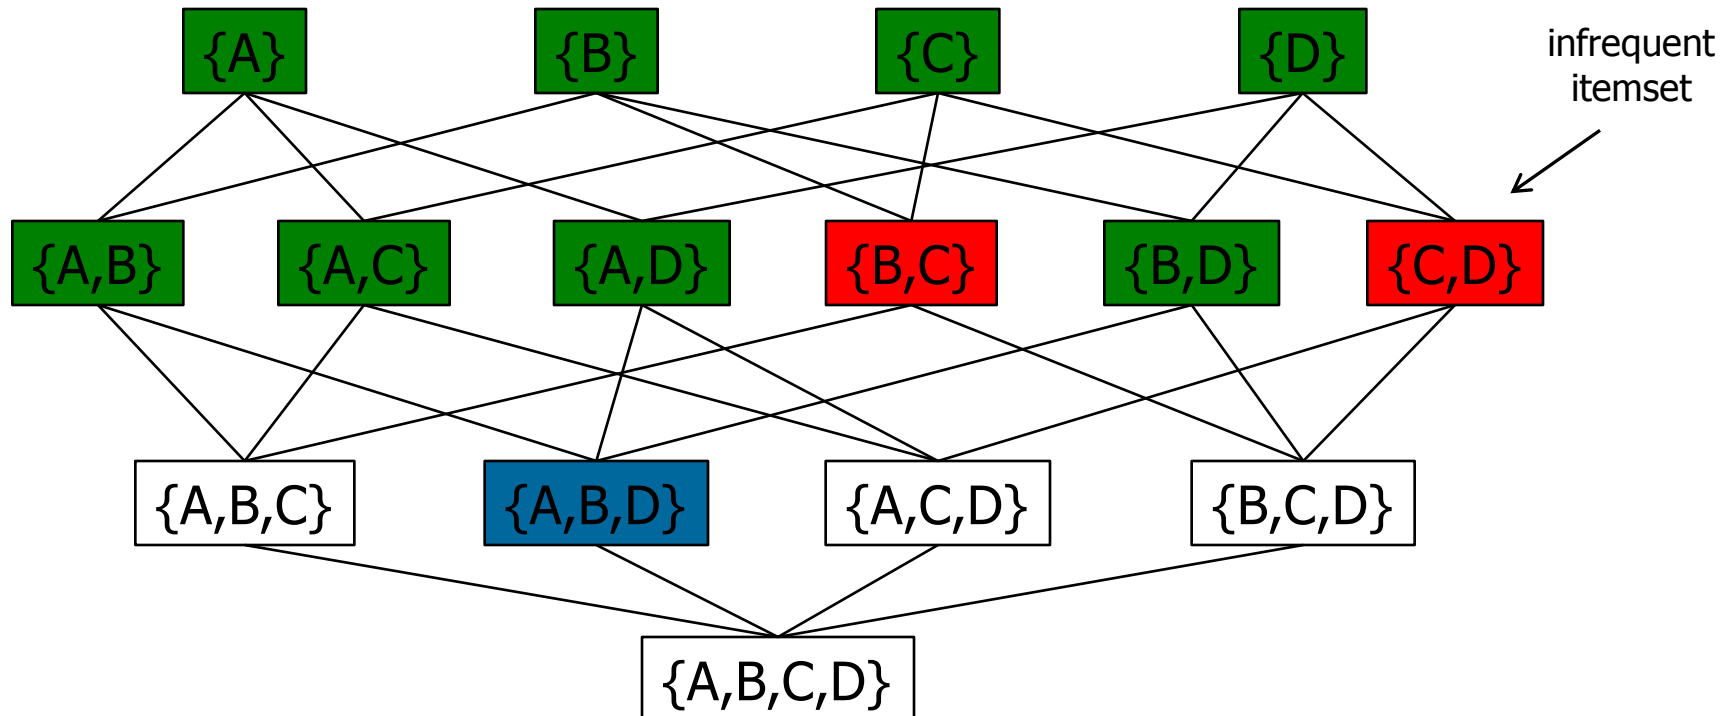 {A}
{B}
{C}
{D}
infrequent
itemset
{A,B}
{A,C}
{A,D}
{B,C}
{B,D}
{C,D}
{A,B,C}
{A,B,D}
{A,C,D}
{B,C,D}
{A,B,C,D}